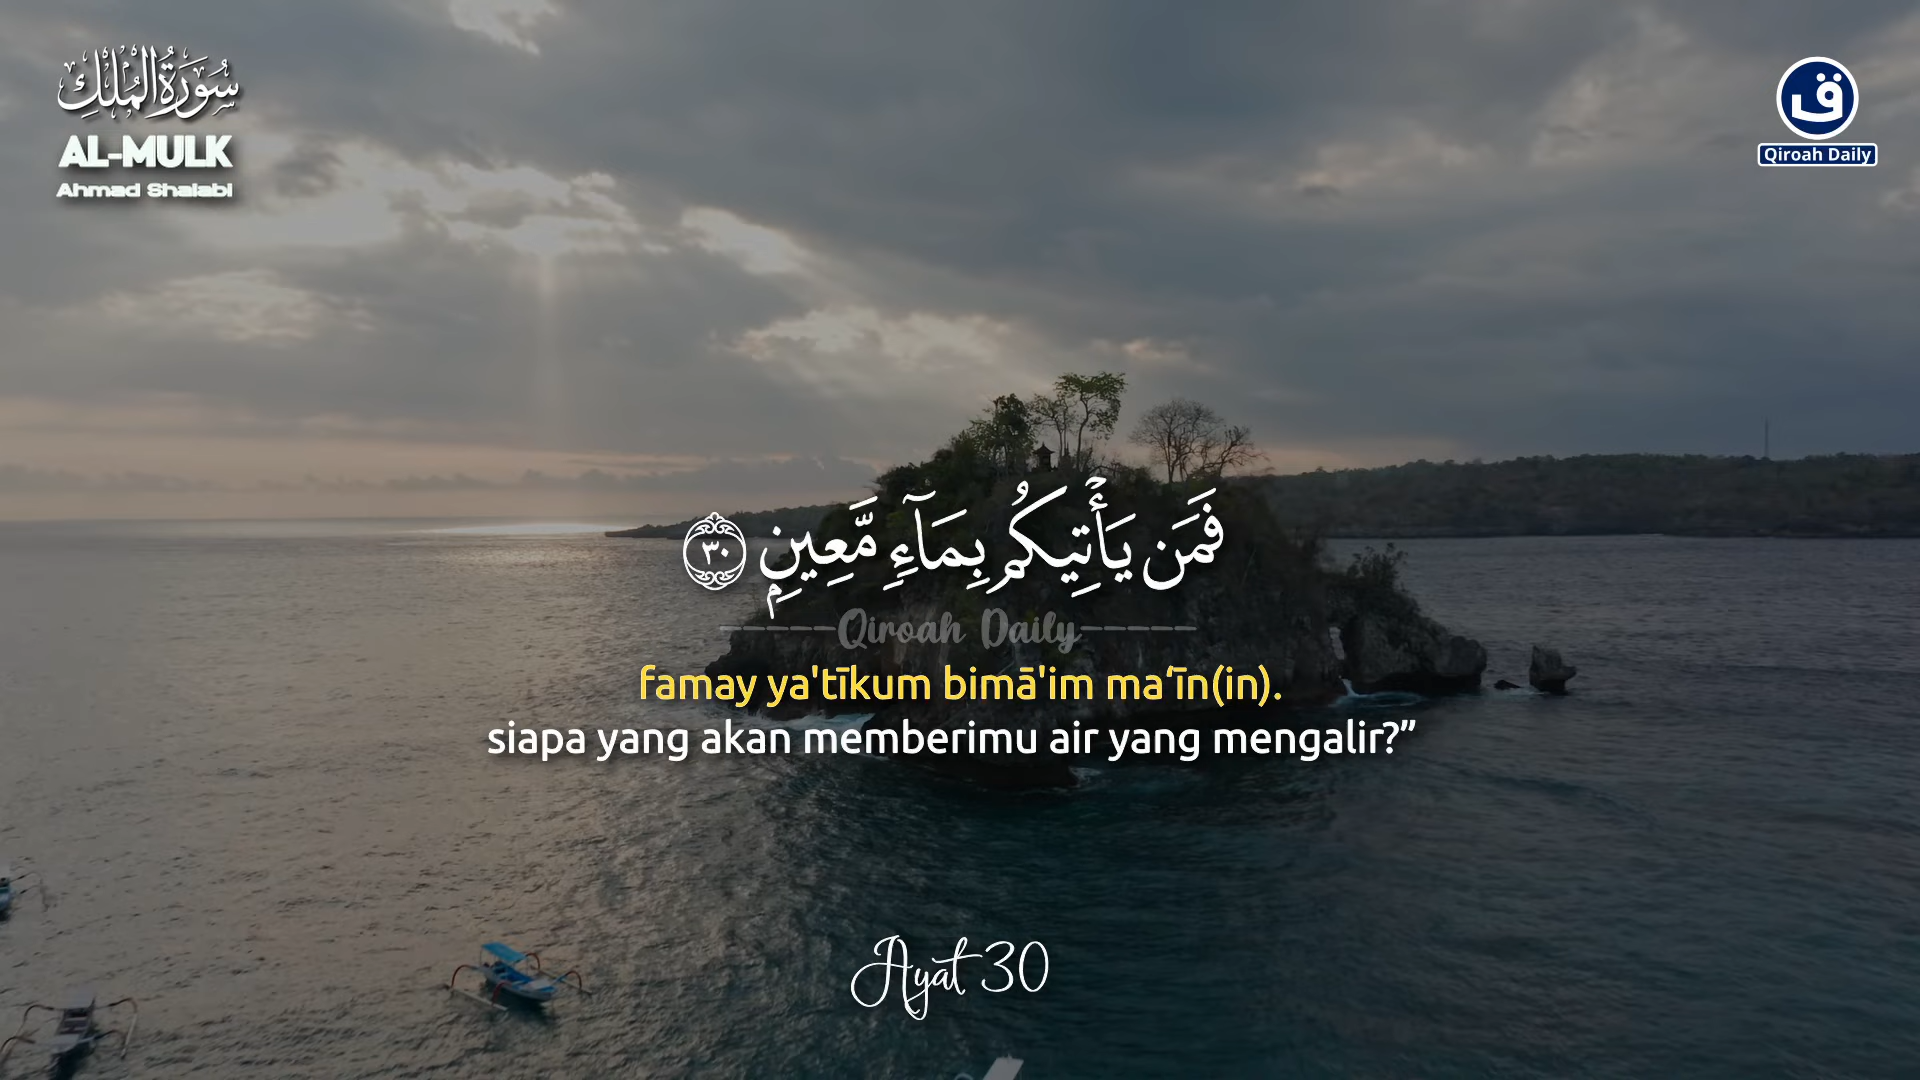 سُورَةُ الْمُلْكِ
AL-MULK
Ahmad Shalabi
ق
Qiroah Daily
فَمَن يَأْتِيكُم بِمَآءٍ مَّعِينٍۭ ٣٠
-----Qiroah Daily-----
famay ya'tīkum bimā'im ma‘īn(in).
siapa yang akan memberimu air yang mengalir?”
Ayat 30